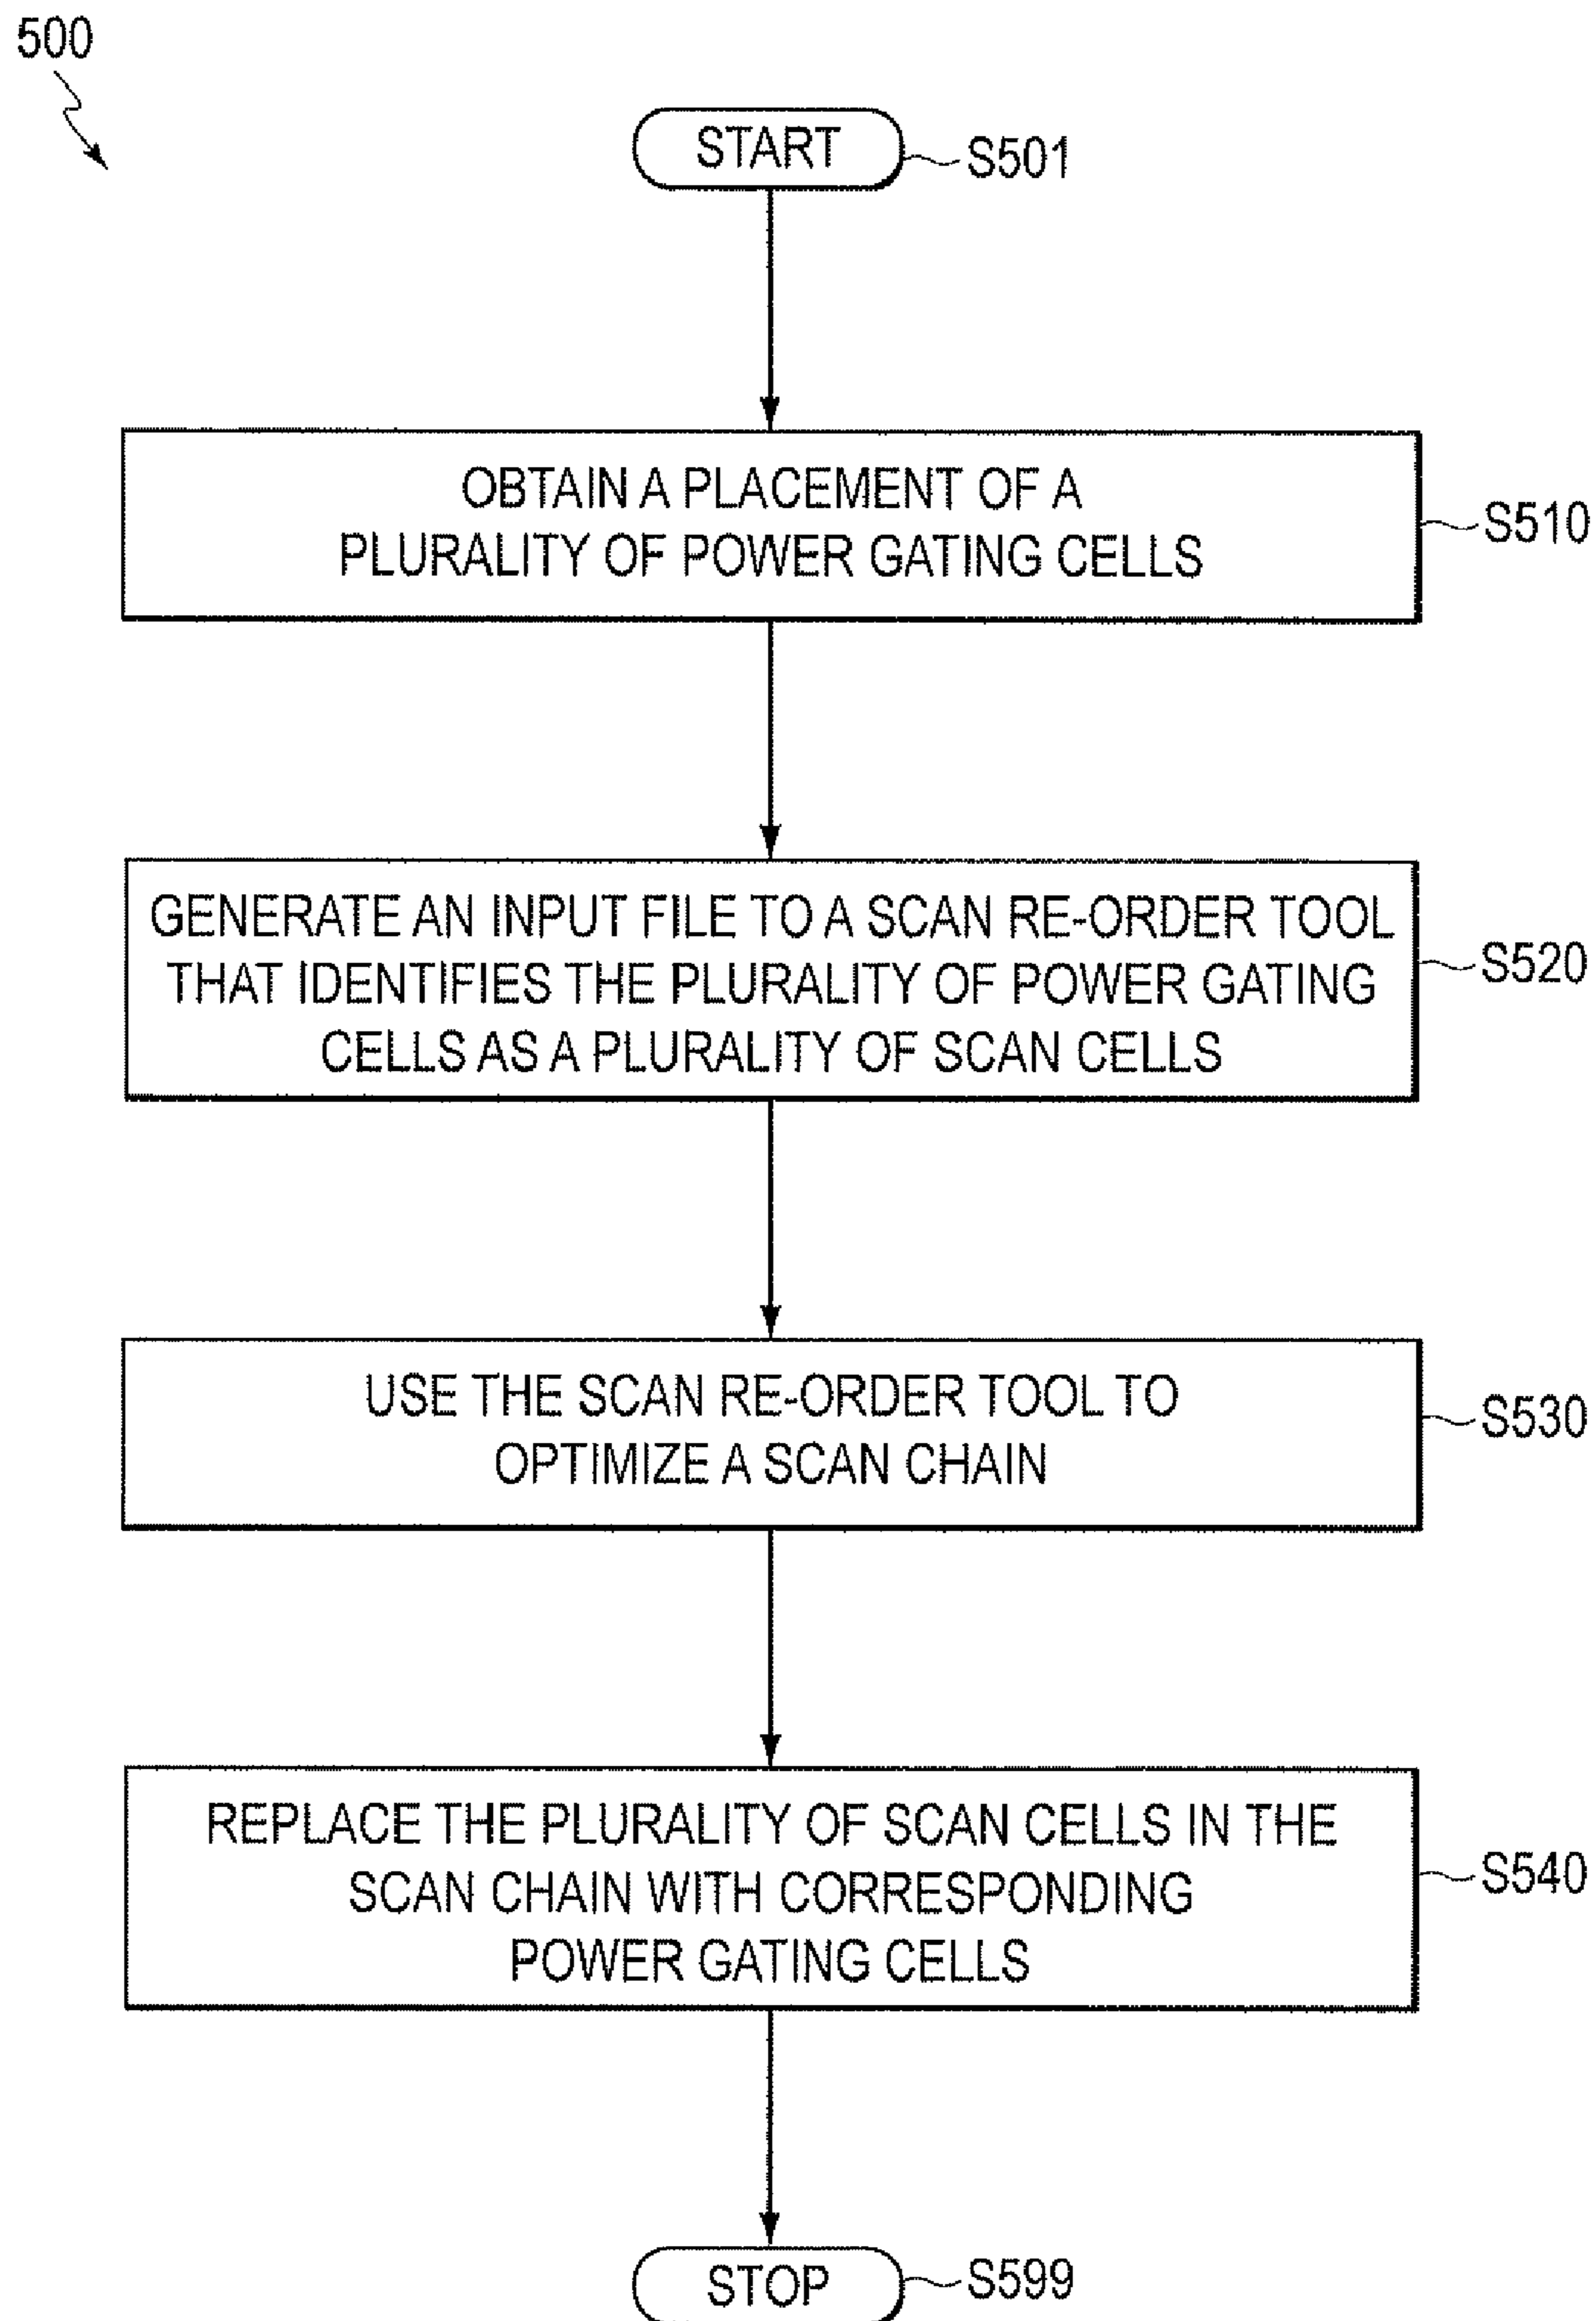 500
START
S501
OBTAIN A PLACEMENT OF A
PLURALITY OF POWER GATING CELLS
S510
GENERATE AN INPUT FILE TO A SCAN RE-ORDER TOOL
THAT IDENTIFIES THE PLURALITY OF POWER GATING
CELLS AS A PLURALITY OF SCAN CELLS
S520
USE THE SCAN RE-ORDER TOOL TO
OPTIMIZE A SCAN CHAIN
S530
REPLACE THE PLURALITY OF SCAN CELLS IN THE
SCAN CHAIN WITH CORRESPONDING
POWER GATING CELLS
S540
STOP
S599